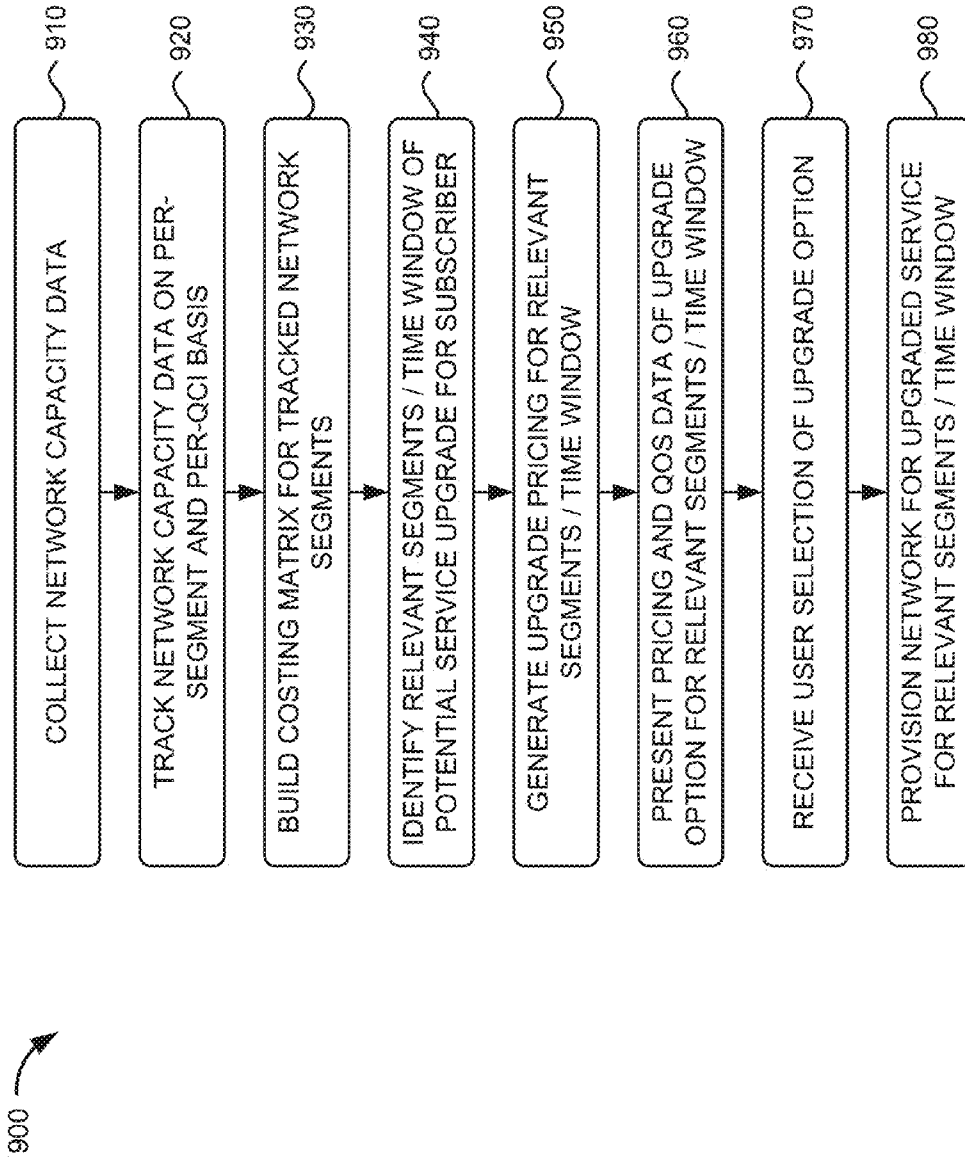 900
COLLECT NETWORK CAPACITY DATA
910
TRACK NETWORK CAPACITY DATA ON PER-
SEGMENT AND PER-QCI BASIS
920
BUILD COSTING MATRIX FOR TRACKED NETWORK
SEGMENTS
930
IDENTIFY RELEVANT SEGMENTS / TIME WINDOW OF
POTENTIAL SERVICE UPGRADE FOR SUBSCRIBER
940
GENERATE UPGRADE PRICING FOR RELEVANT
SEGMENTS / TIME WINDOW
950
PRESENT PRICING AND QOS DATA OF UPGRADE
OPTION FOR RELEVANT SEGMENTS / TIME WINDOW
960
RECEIVE USER SELECTION OF UPGRADE OPTION
970
PROVISION NETWORK FOR UPGRADED SERVICE
FOR RELEVANT SEGMENTS / TIME WINDOW
980